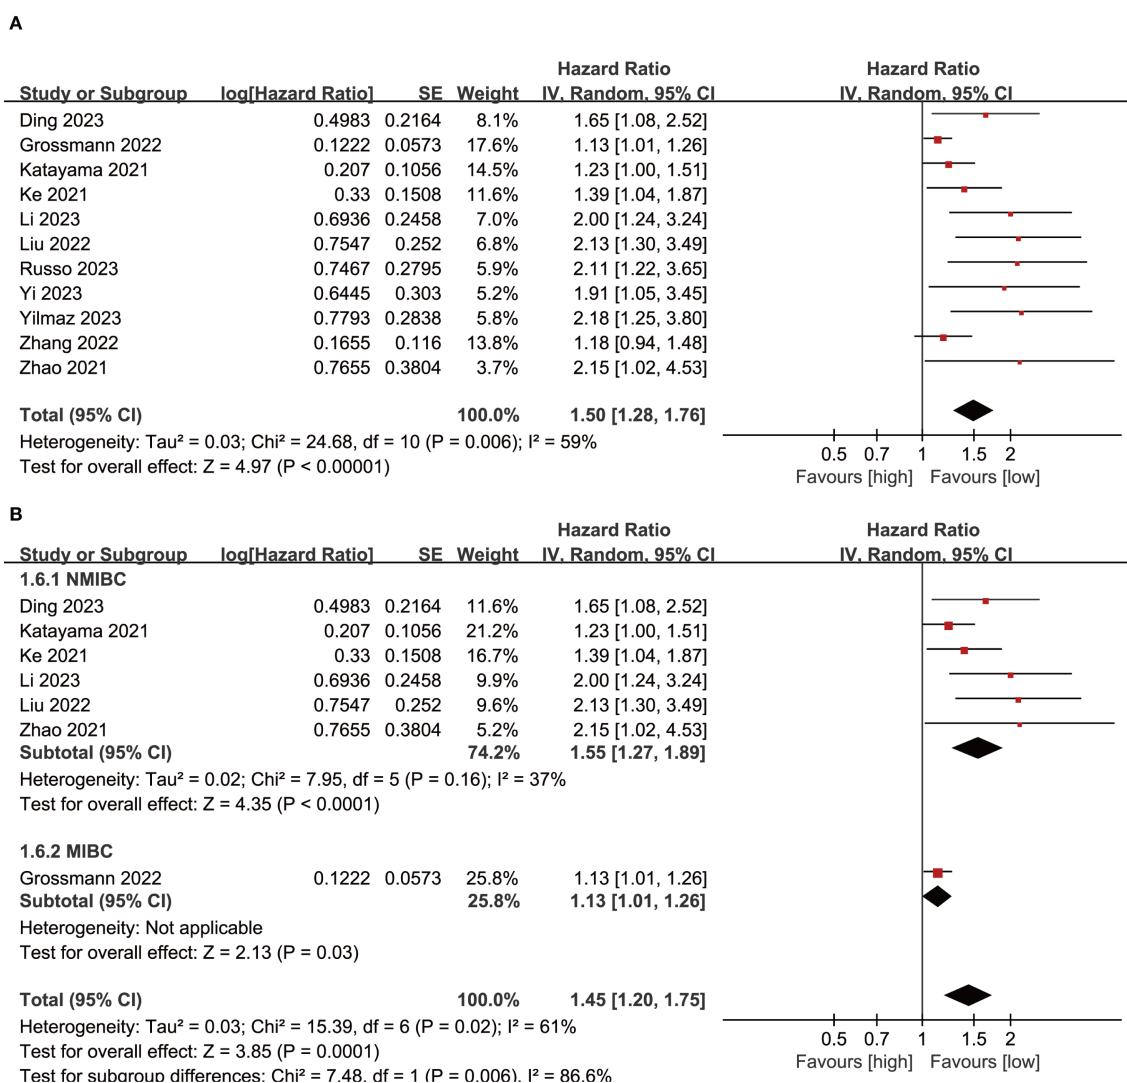 A
Hazard Ratio Hazard Ratio
Study or Subgroup log[Hazard Ratio] SE Weight IV, Random, 95% CI IV, Random, 95% CI
Ding 2023 0.4983 0.2164 8.1% 1.65 [1.08, 2.52]
Grossmann 2022 0.1222 0.0573 17.6% 1.13 [1.01, 1.26]
Katayama 2021 0.207 0.1056 14.5% 1.23 [1.00, 1.51]
Ke 2021 0.33 0.1508 11.6% 1.39 [1.04, 1.87]
Li 2023 0.6936 0.2458 7.0% 2.00 [1.24, 3.24]
Liu 2022 0.7547 0.252 6.8% 2.13 [1.30, 3.49]
Russo 2023 0.7467 0.2795 5.9% 2.11 [1.22, 3.65]
Yi 2023 0.6445 0.303 5.2% 1.91 [1.05, 3.45]
Yilmaz 2023 0.7793 0.2838 5.8% 2.18 [1.25, 3.80]
Zhang 2022 0.1655 0.116 13.8% 1.18 [0.94, 1.48]
Zhao 2021 0.7655 0.3804 3.7% 2.15 [1.02, 4.53]
Total (95% CI) 100.0% 1.50 [1.28, 1.76]
Heterogeneity: Tau² = 0.03; Chi² = 24.68, df = 10 (P = 0.006); I² = 59%
Test for overall effect: Z = 4.97 (P < 0.00001)
0.5 0.7 1 1.5 2
Favours [high] Favours [low]
B
Hazard Ratio Hazard Ratio
Study or Subgroup log[Hazard Ratio] SE Weight IV, Random, 95% CI IV, Random, 95% CI
1.6.1 NMIBC
Ding 2023 0.4983 0.2164 11.6% 1.65 [1.08, 2.52]
Katayama 2021 0.207 0.1056 21.2% 1.23 [1.00, 1.51]
Ke 2021 0.33 0.1508 16.7% 1.39 [1.04, 1.87]
Li 2023 0.6936 0.2458 9.9% 2.00 [1.24, 3.24]
Liu 2022 0.7547 0.252 9.6% 2.13 [1.30, 3.49]
Zhao 2021 0.7655 0.3804 5.2% 2.15 [1.02, 4.53]
Subtotal (95% CI) 74.2% 1.55 [1.27, 1.89]
Heterogeneity: Tau² = 0.02; Chi² = 7.95, df = 5 (P = 0.16); I² = 37%
Test for overall effect: Z = 4.35 (P < 0.0001)
1.6.2 MIBC
Grossmann 2022 0.1222 0.0573 25.8% 1.13 [1.01, 1.26]
Subtotal (95% CI) 25.8% 1.13 [1.01, 1.26]
Heterogeneity: Not applicable
Test for overall effect: Z = 2.13 (P = 0.03)
Total (95% CI) 100.0% 1.45 [1.20, 1.75]
Heterogeneity: Tau² = 0.03; Chi² = 15.39, df = 6 (P = 0.02); I² = 61%
Test for overall effect: Z = 3.85 (P = 0.0001)
Test for subgroup differences: Chi² = 7.48, df = 1 (P = 0.006), I² = 86.6%
0.5 0.7 1 1.5 2
Favours [high] Favours [low]